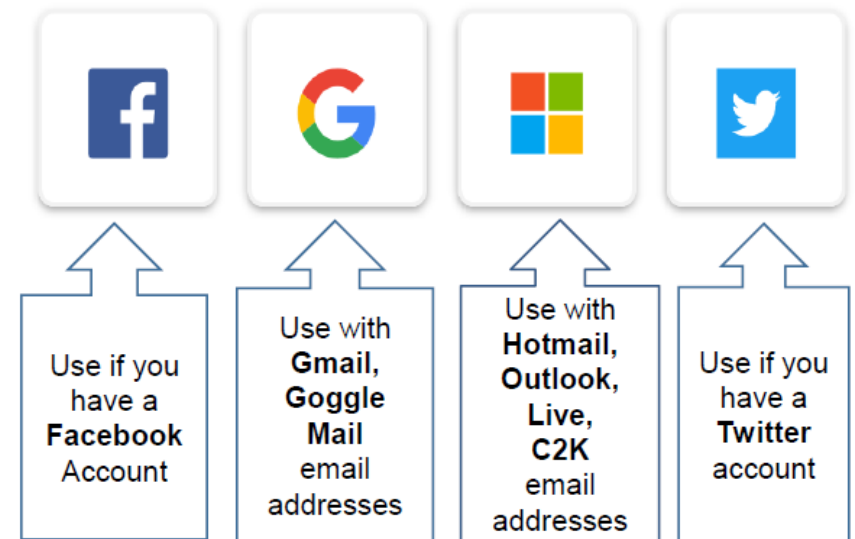 Use if you
have a
Facebook
Account
Use with
Gmail,
Goggle
Mail
email
addresses
Use with
Hotmail,
Outlook,
Live,
C2K
email
addresses
Use if you
have a
Twitter
account